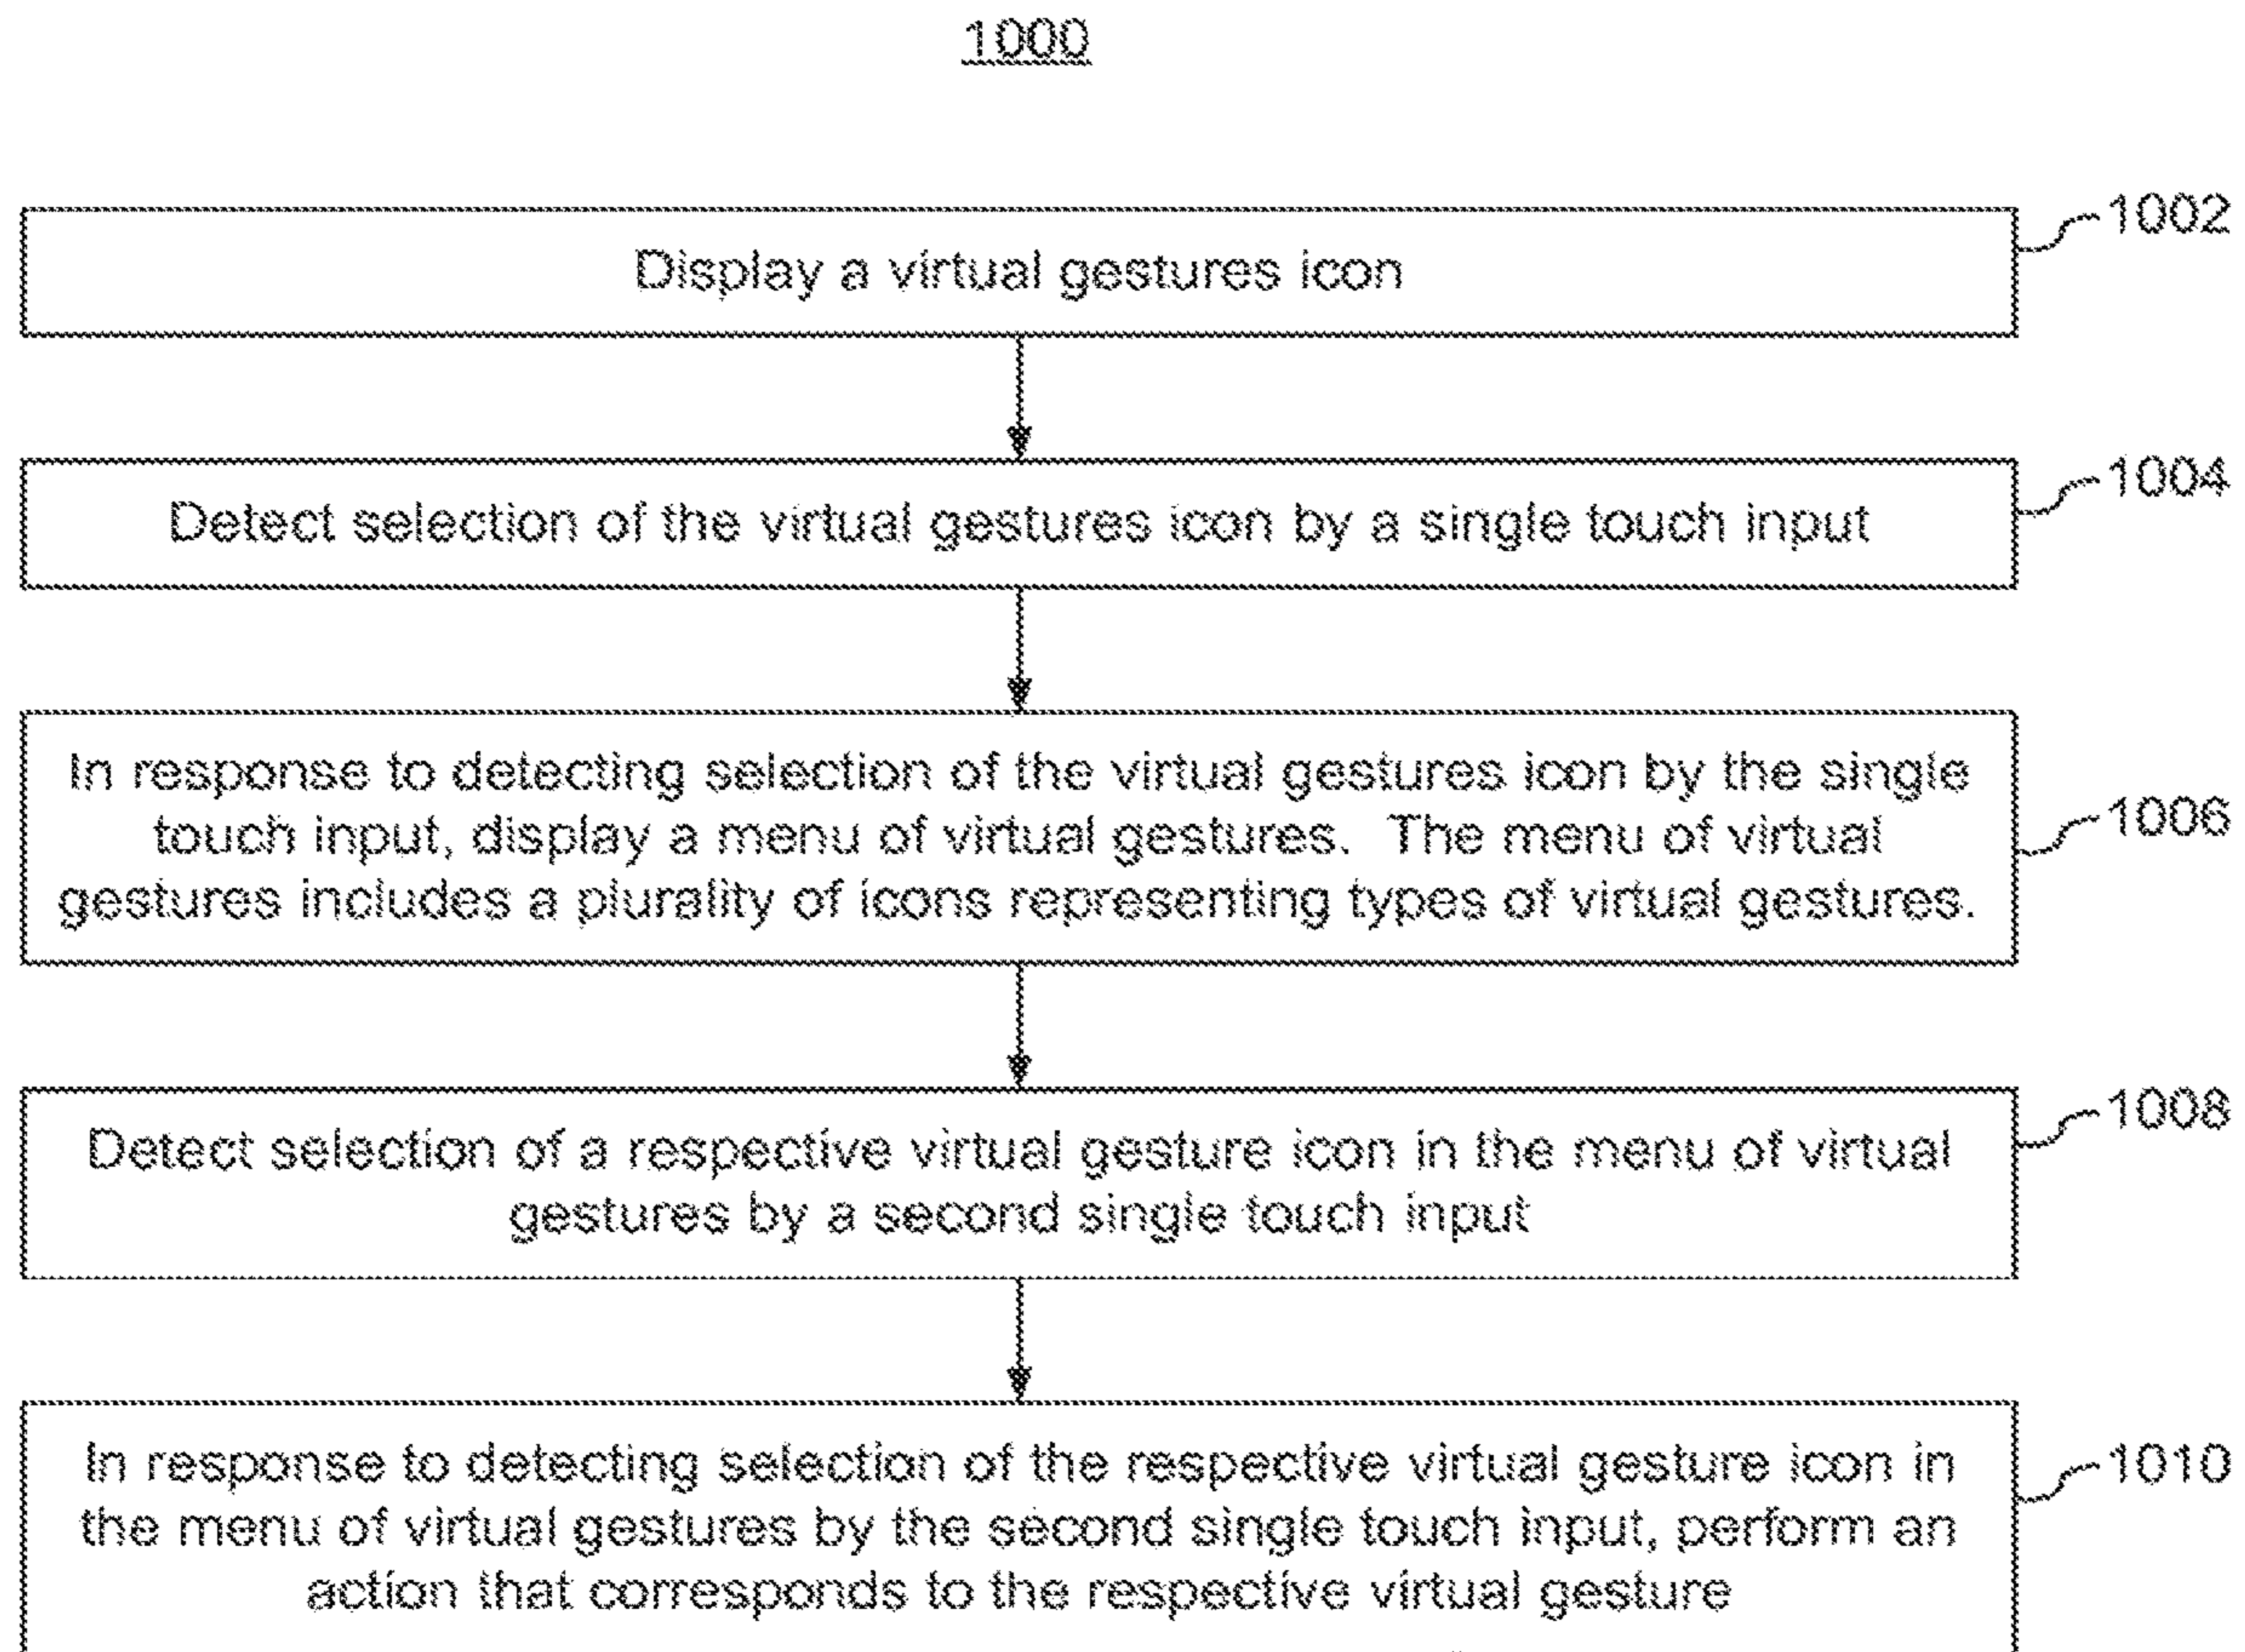 1000
Display a virtual gestures icon
1002
Detect selection of the virtual gestures icon by a single touch input
1004
In response to detecting selection of the virtual gestures icon by the single
touch input, display a menu of virtual gestures. The menu of virtual
gestures includes a plurality of icons representing types of virtual gestures.
1006
Detect selection of a respective virtual gesture icon in the menu of virtual
gestures by a second single touch input
1008
In response to detecting selection of the respective virtual gesture icon in
the menu of virtual gestures by the second single touch input, perform an
action that corresponds to the respective virtual gesture
1010